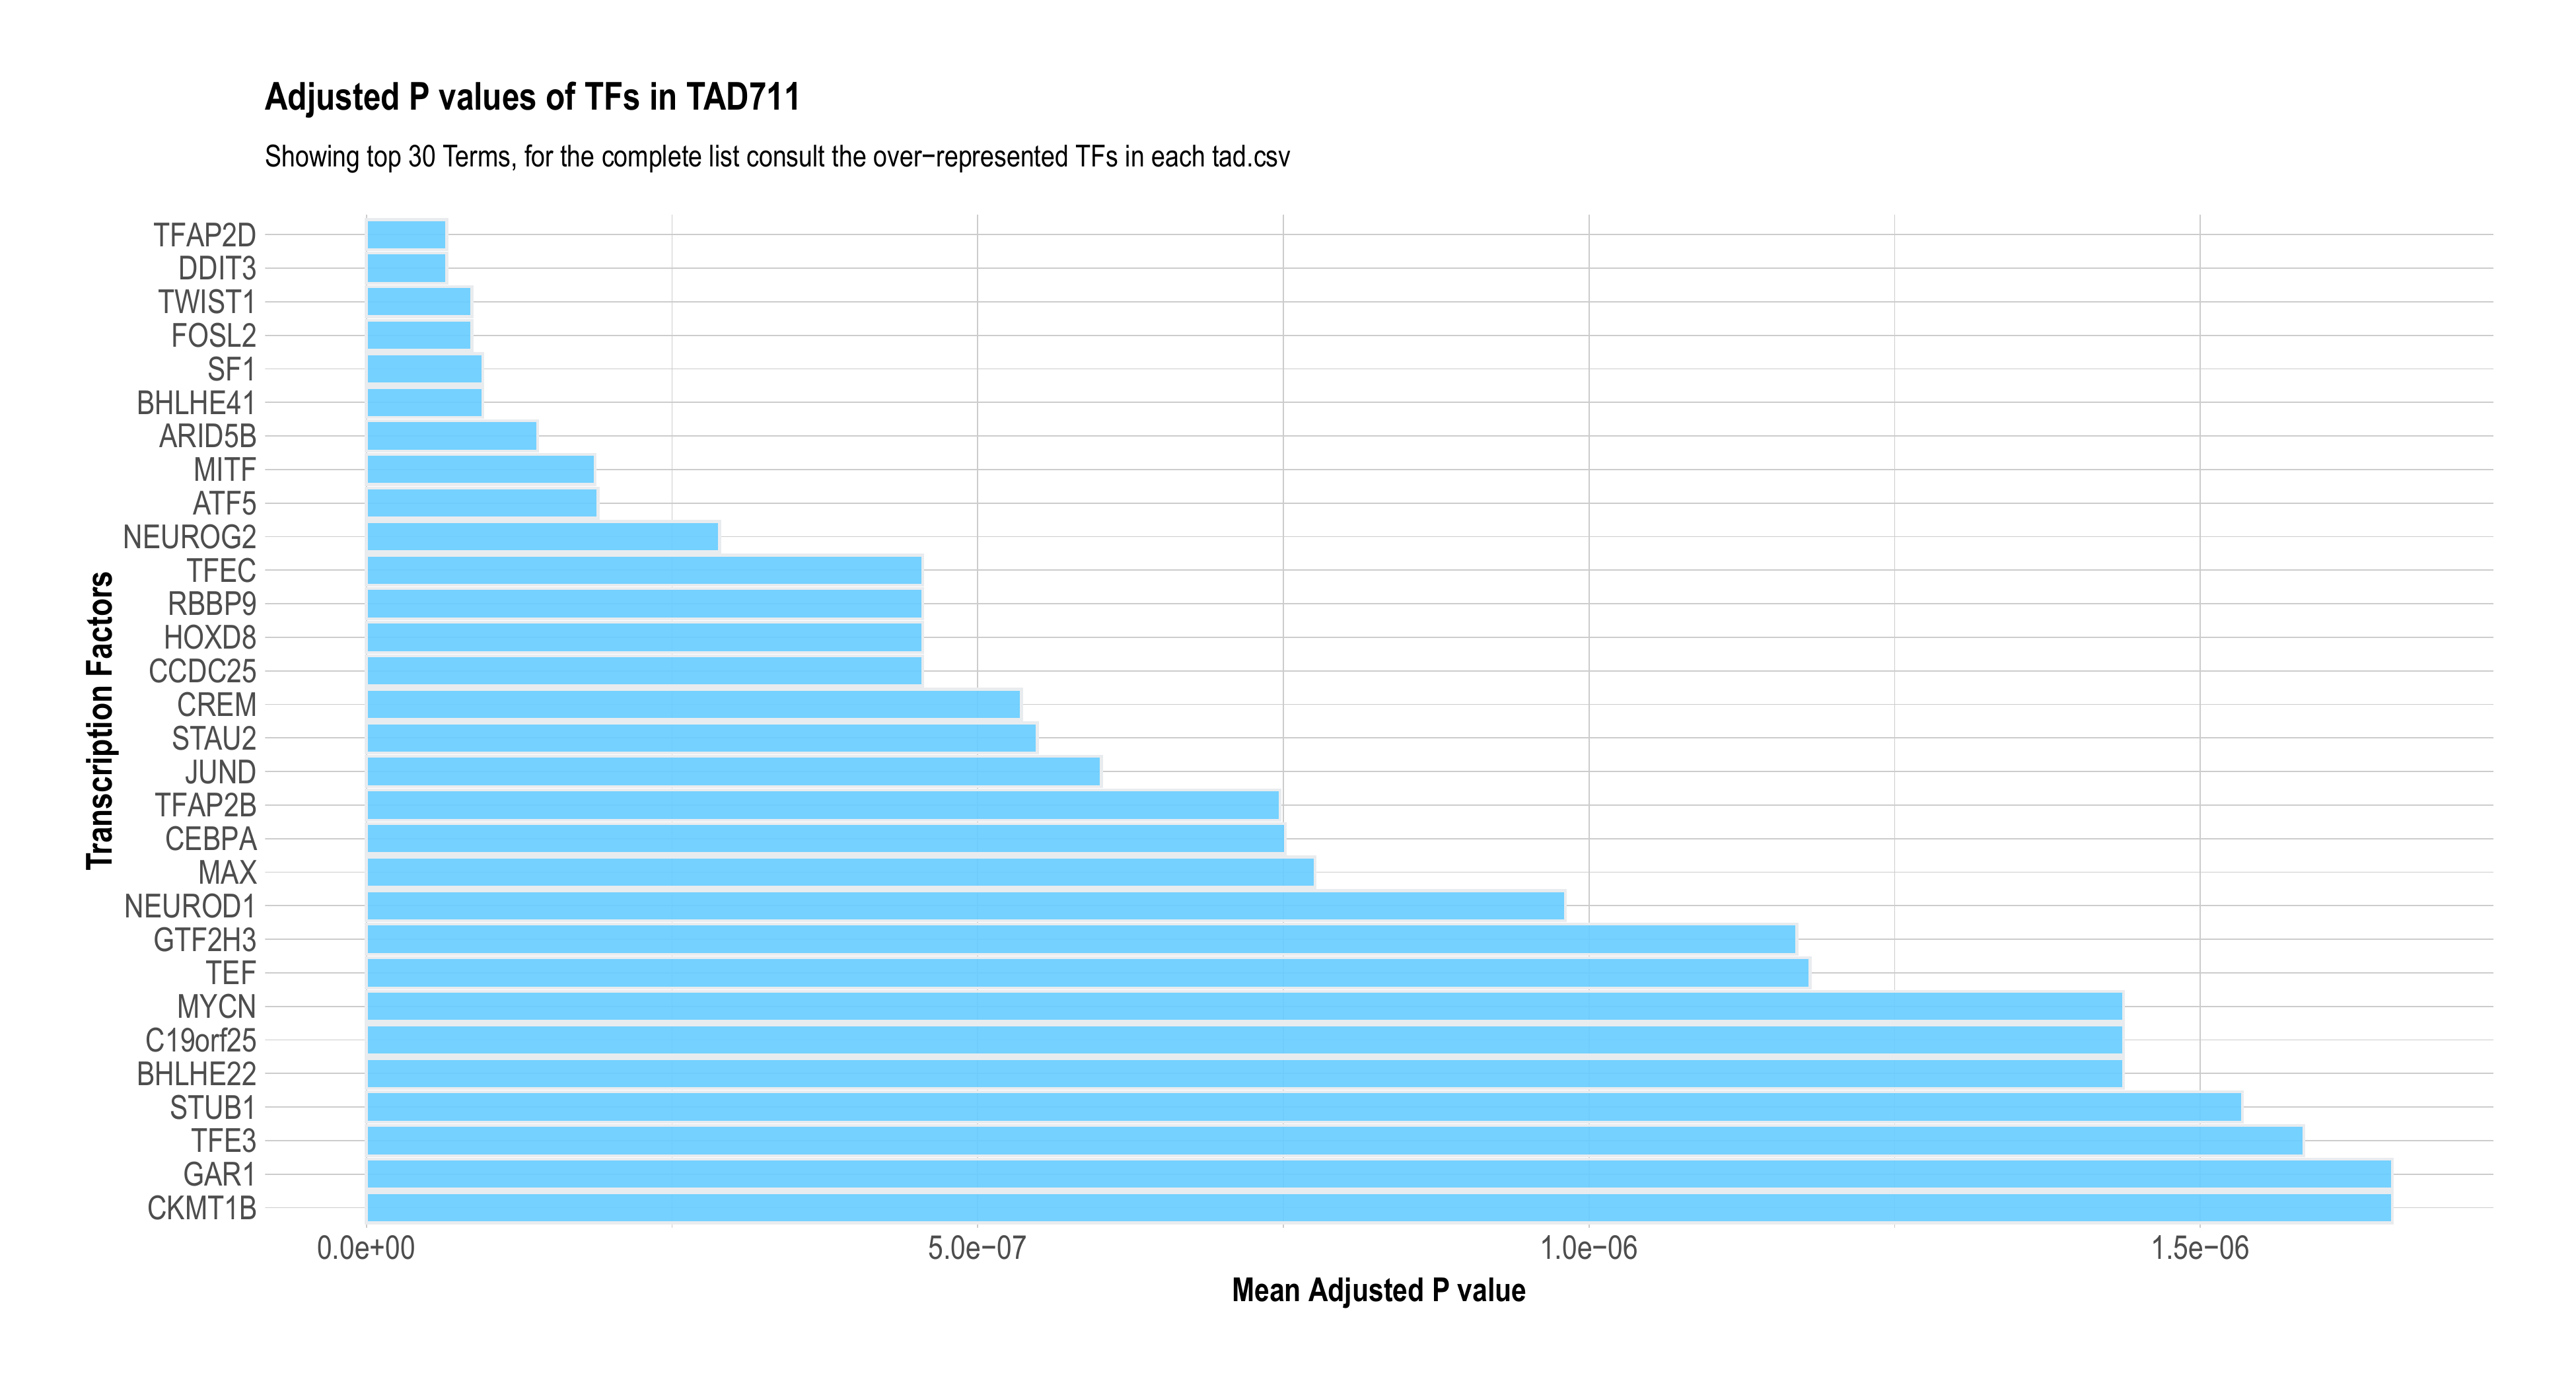 Adjusted P values of TFs in TAD711
Showing top 30 Terms, for the complete list consult the over−represented TFs in each tad.csv
Transcription Factors
TFAP2D
DDIT3
TWIST1
FOSL2
SF1
BHLHE41
ARID5B
MITF
ATF5
NEUROG2
TFEC
RBBP9
HOXD8
CCDC25
CREM
STAU2
JUND
TFAP2B
CEBPA
MAX
NEUROD1
GTF2H3
TEF
MYCN
C19orf25
BHLHE22
STUB1
TFE3
GAR1
CKMT1B
0.0e+00 5.0e−07 1.0e−06 1.5e−06
Mean Adjusted P value